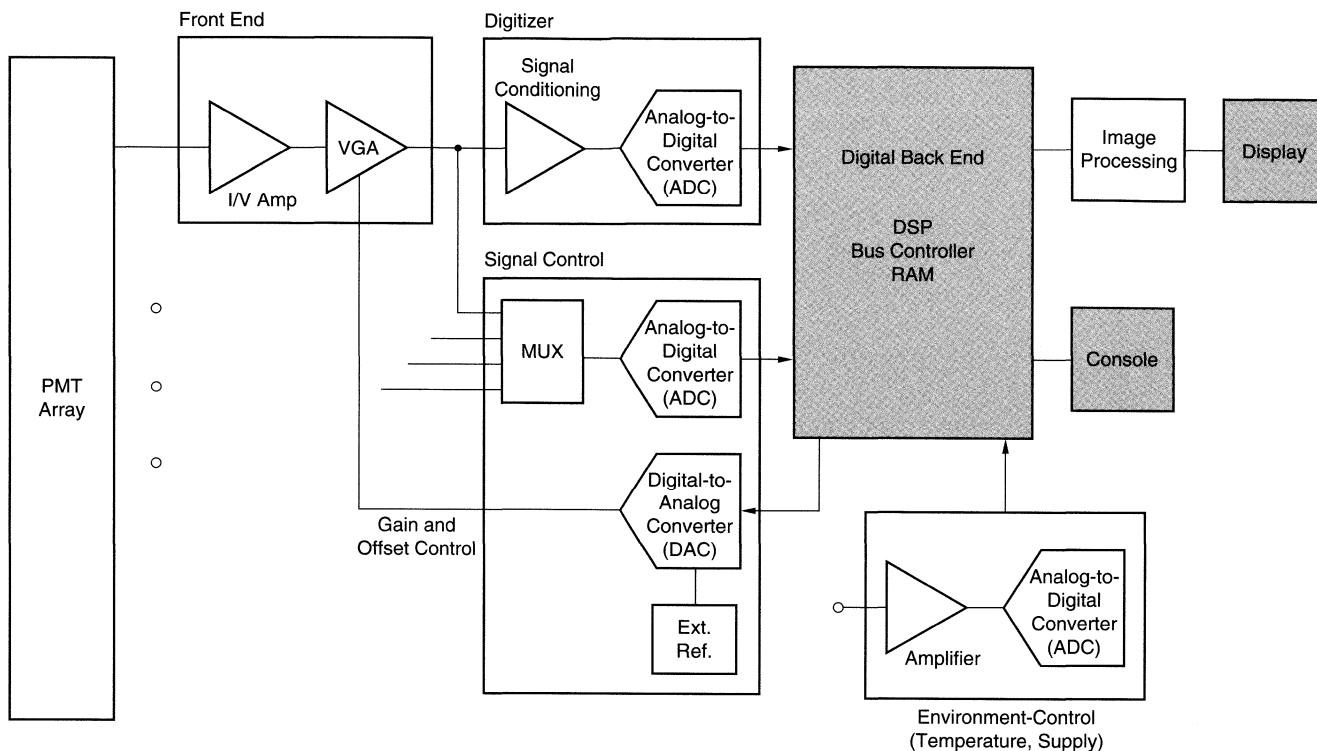 Front End
Digitizer
PMT
Array
I/V Amp
VGA
Signal
Conditioning
Analog-to-
Digital
Converter
(ADC)
Digital Back End
DSP
Bus Controller
RAM
Image
Processing
Display
Signal Control
MUX
Analog-to-
Digital
Converter
(ADC)
Console
Gain and
Offset Control
Digital-to-
Analog
Converter
(DAC)
Ext.
Ref.
Amplifier
Analog-to-
Digital
Converter
(ADC)
Environment-Control
(Temperature, Supply)